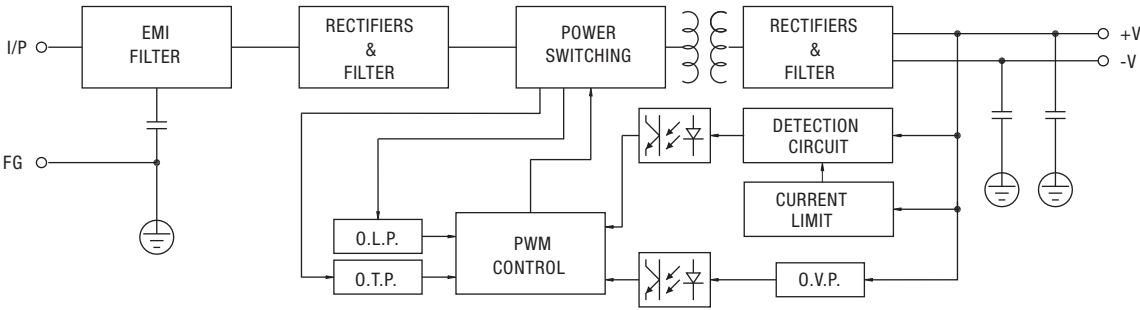 I/P
EMI
FILTER
RECTIFIERS
&
FILTER
POWER
SWITCHING
RECTIFIERS
&
FILTER
+V
-V
FG
DETECTION
CIRCUIT
CURRENT
LIMIT
O.L.P.
O.T.P.
PWM
CONTROL
O.V.P.